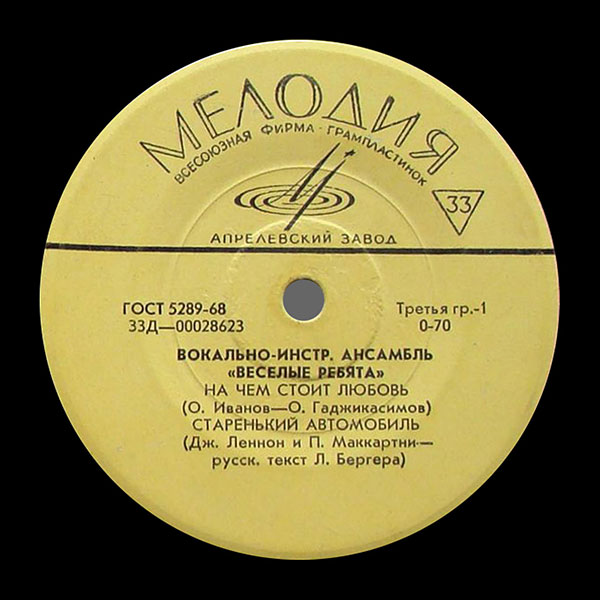 МЕЛОДИЯ
ВСЕСОЮЗНАЯ ФИРМА·ГРАМПЛАСТИНОК
33
АПРЕЛЕВСКИЙ ЗАВОД
ГОСТ 5289-68 Третья гр.-1
33Д—00028623 0-70
ВОКАЛЬНО-ИНСТР. АНСАМБЛЬ
«ВЕСЕЛЫЕ РЕБЯТА»
НА ЧЕМ СТОИТ ЛЮБОВЬ
(О. Иванов—О. Гаджикасимов)
СТАРЕНЬКИЙ АВТОМОБИЛЬ
(Дж. Леннон и П. Маккартни—
русск. текст Л. Бергера)